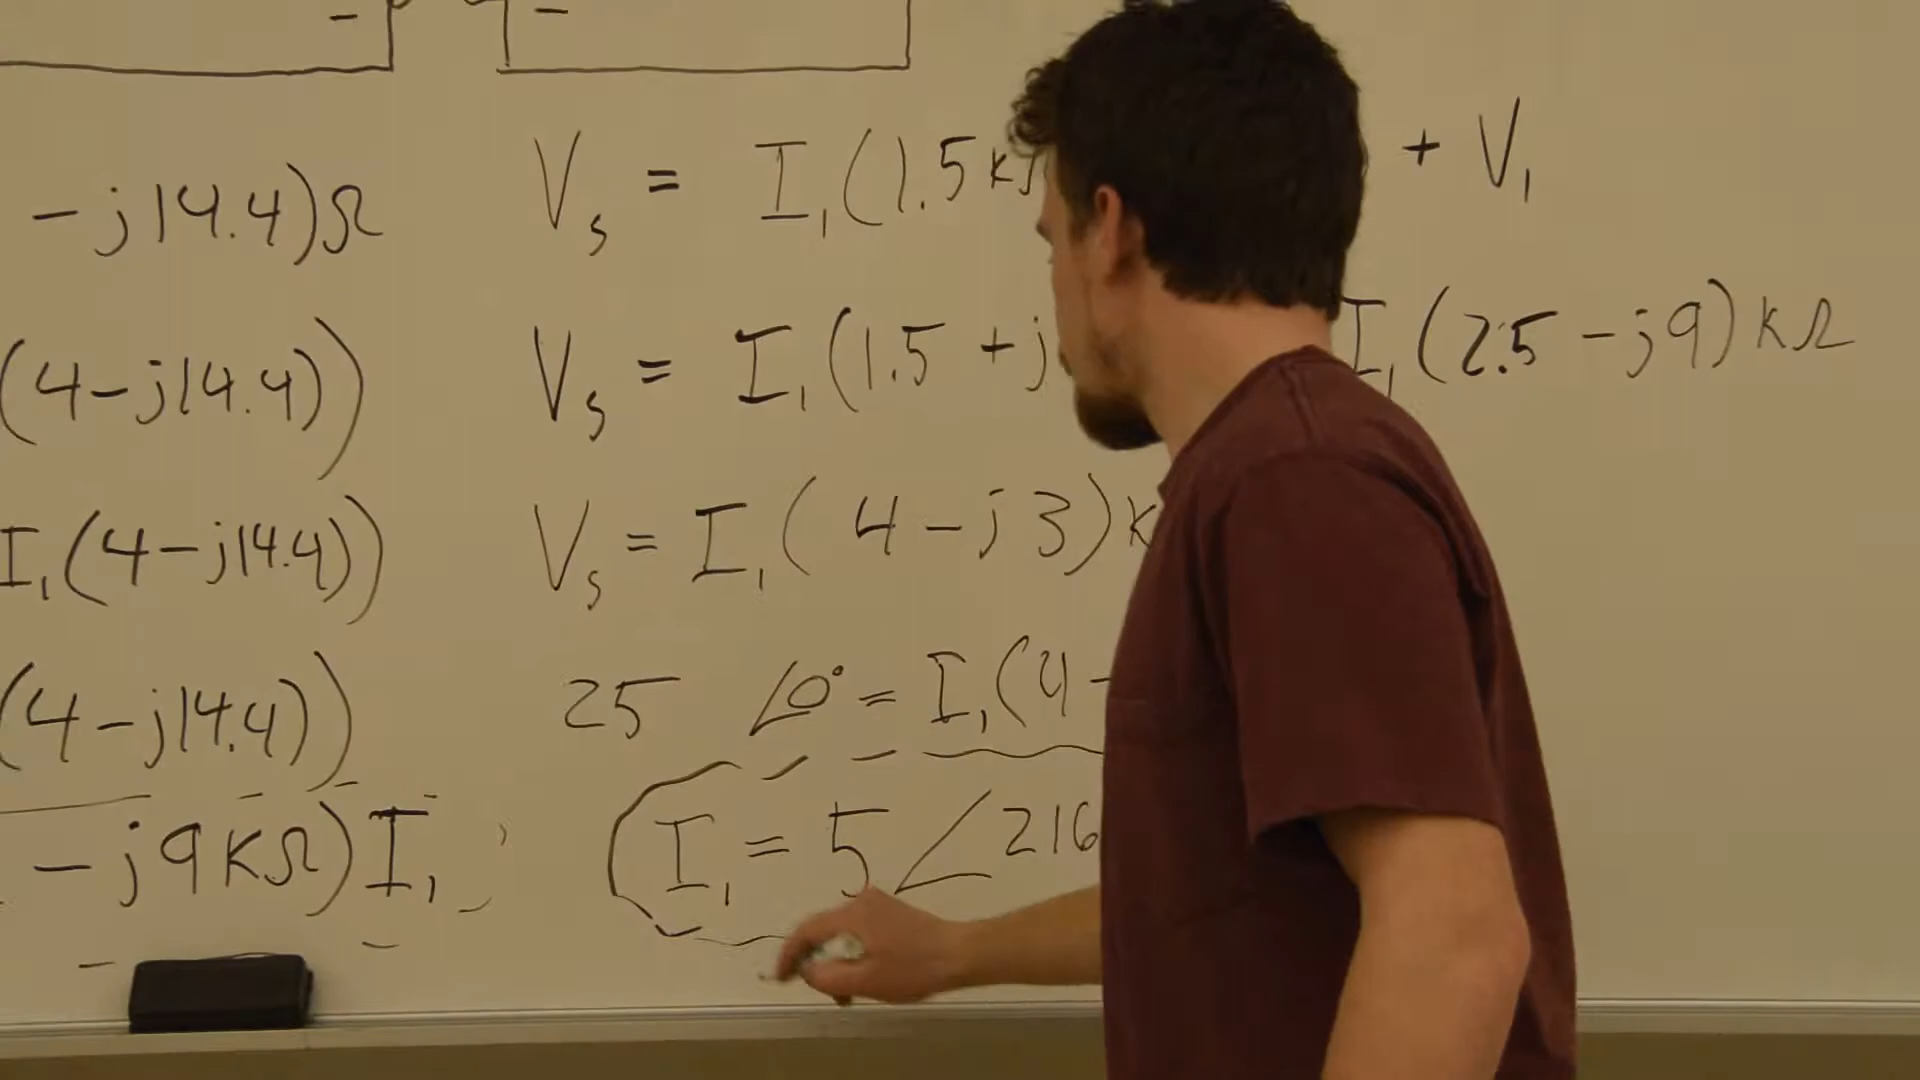 - j14.4)Ω
(4-j14.4))
I₁(4-j14.4))
(4-j14.4))
-j9KΩ)I₁
Vs = I₁(1.5k + V₁
Vs = I₁(1.5 +j I₁(2.5 -j9)kΩ
Vs = I₁( 4 -j3)k
25 ∠0° = I₁(4 -
I₁ = 5 ∠216